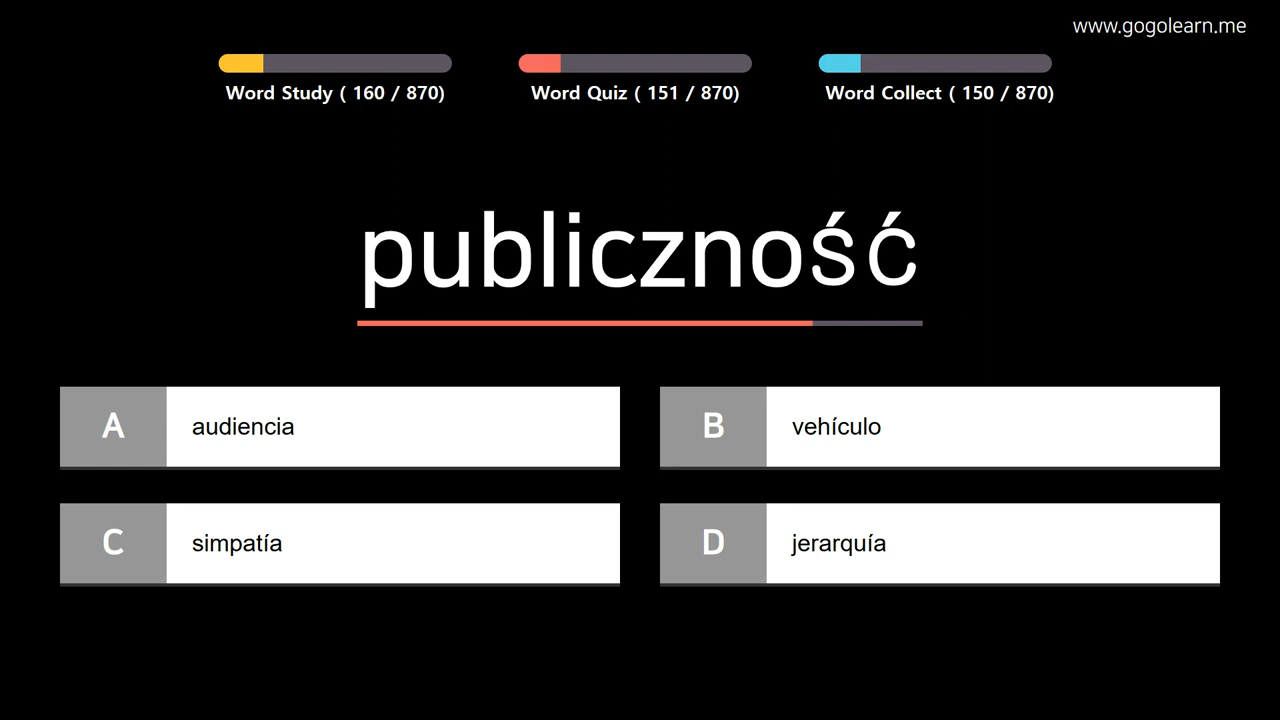 www.gogolearn.me
Word Study ( 160 / 870)
Word Quiz ( 151 / 870)
Word Collect ( 150 / 870)
publiczność
A audiencia
B vehículo
C simpatía
D jerarquía